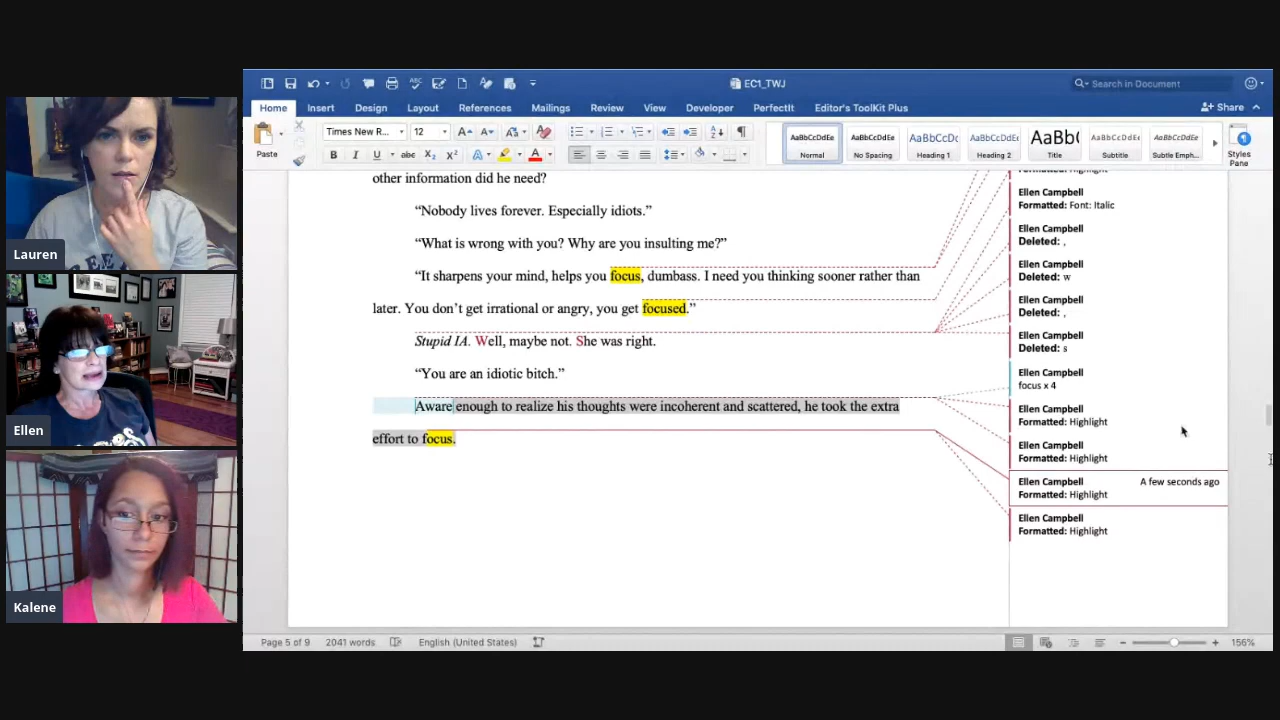 Lauren
Ellen
Kalene
EC1_TWJ
Search in Document
Home Insert Design Layout References Mailings Review View Developer PerfectIt Editor's ToolKit Plus
Share
Paste
Times New R... 12
B I U abc X₂ X²
AaBbCcDdEe AaBbCcDdEe AaBbCcDc AaBbCcDdEe AaBb( AaBbCcDdEe AaBbCcDdEe
Normal No Spacing Heading 1 Heading 2 Title Subtitle Subtle Emph...
Styles
Pane
other information did he need?
“Nobody lives forever. Especially idiots.”
“What is wrong with you? Why are you insulting me?”
“It sharpens your mind, helps you focus, dumbass. I need you thinking sooner rather than
later. You don’t get irrational or angry, you get focused.”
Stupid IA. Well, maybe not. She was right.
“You are an idiotic bitch.”
Aware enough to realize his thoughts were incoherent and scattered, he took the extra
effort to focus.
Formatted: Highlight
Ellen Campbell
Formatted: Font: Italic
Ellen Campbell
Deleted: ,
Ellen Campbell
Deleted: w
Ellen Campbell
Deleted: ,
Ellen Campbell
Deleted: s
Ellen Campbell
focus x 4
Ellen Campbell
Formatted: Highlight
Ellen Campbell
Formatted: Highlight
Ellen Campbell A few seconds ago
Formatted: Highlight
Ellen Campbell
Formatted: Highlight
Page 5 of 9 2041 words English (United States) 156%